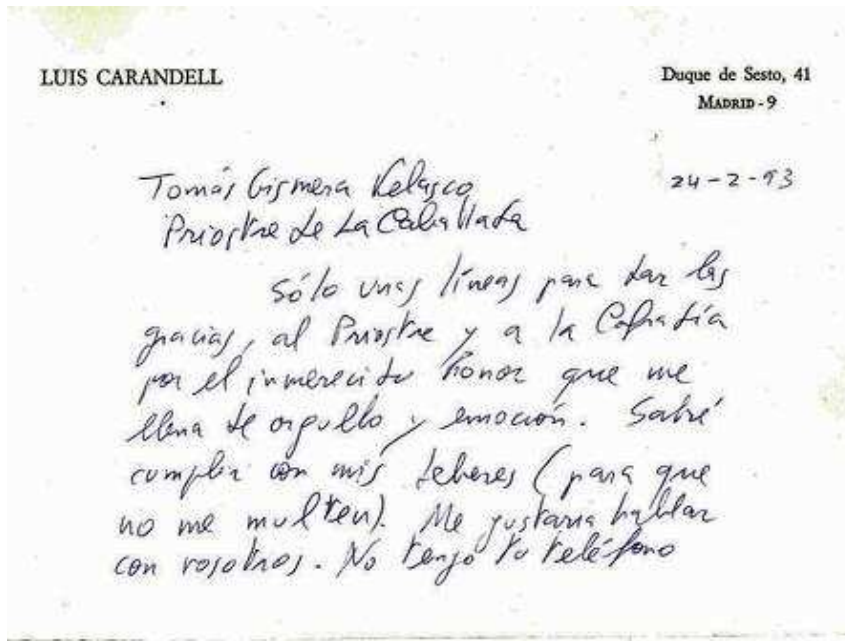 LUIS CARANDELL
Duque de Sesto, 41
MADRID - 9
24-2-93
Tomás Gismera Velasco
Priostre de La Caballada
Sólo unas líneas para dar las
gracias, al Priostre y a la Cofradía
por el inmerecido honor que me
llena de orgullo y emoción. Sabré
cumplir con mis deberes (para que
no me multen). Me gustaría hablar
con vosotros. No tengo tu teléfono